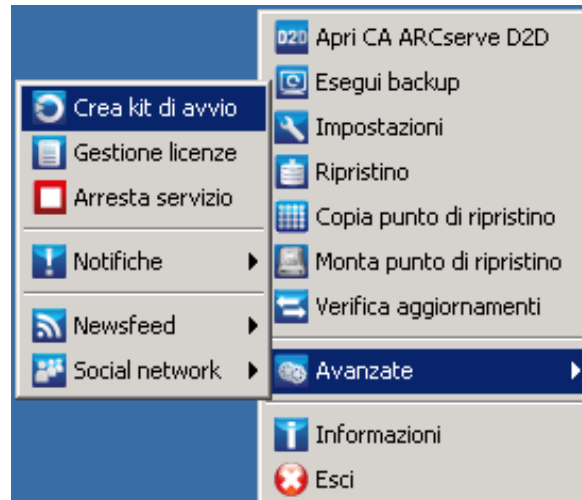 D2D Apri CA ARCserve D2D
Esegui backup
Impostazioni
Ripristino
Copia punto di ripristino
Monta punto di ripristino
Verifica aggiornamenti
Avanzate
Informazioni
Esci
Crea kit di avvio
Gestione licenze
Arresta servizio
Notifiche
Newsfeed
Social network